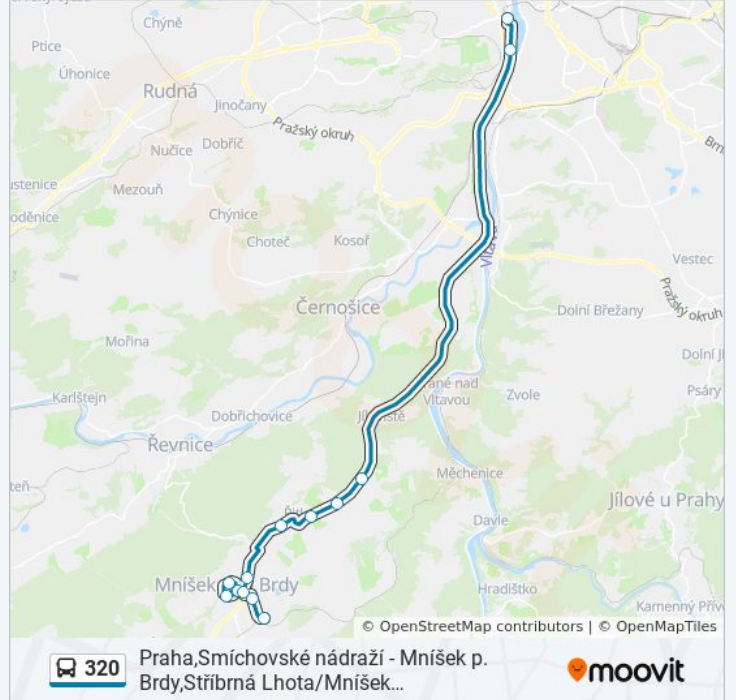 Chýně
Ptice
Úhonice
Rudná
Jinočany
Pražský okruh
Nučice
Dobříč
Mezouň
Chýnice
Choteč
Kosoř
Vltava
Vestec
Pražský okruh
Černošice
Dolní Břežany
Mořina
Karlštejn
Dobřichovice
Řevnice
Vltavou
Zvole
Psáry
Měchenice
Jílové u Prahy
Davle
Mníšek
Brdy
Hradištko
© OpenStreetMap contributors | © OpenMapTiles
320
Praha,Smíchovské nádraží - Mníšek p.
Brdy,Stříbrná Lhota/Mníšek…
moovit